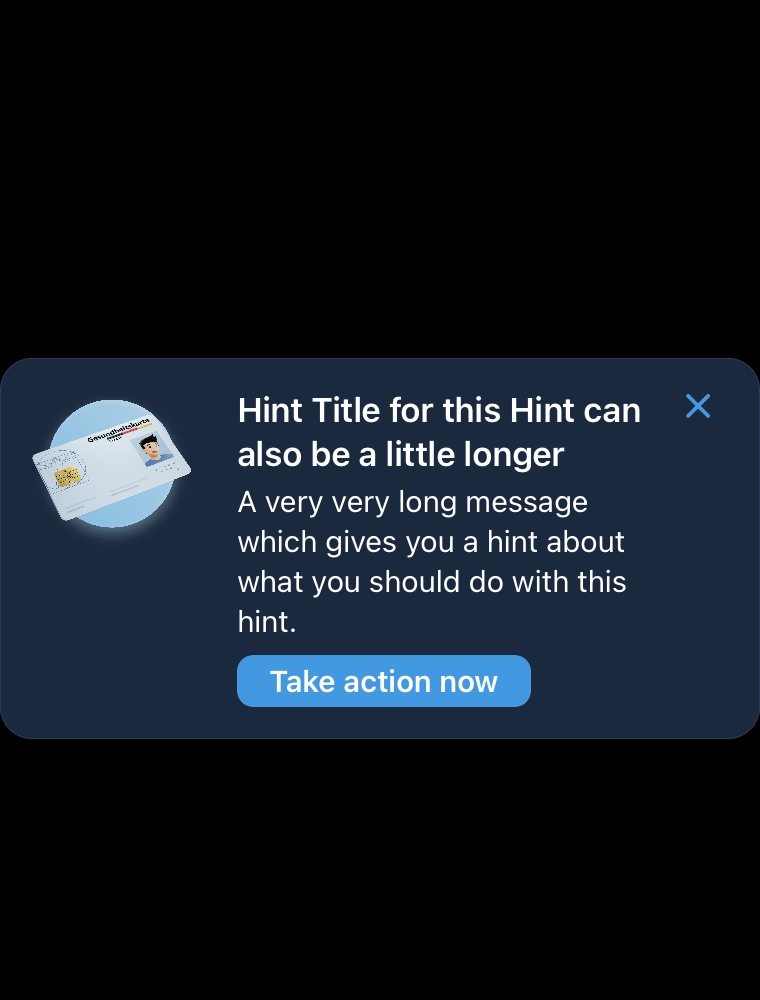 Hint Title for this Hint can
also be a little longer
A very very long message
which gives you a hint about
what you should do with this
hint.
Take action now
Gesundheitskarte